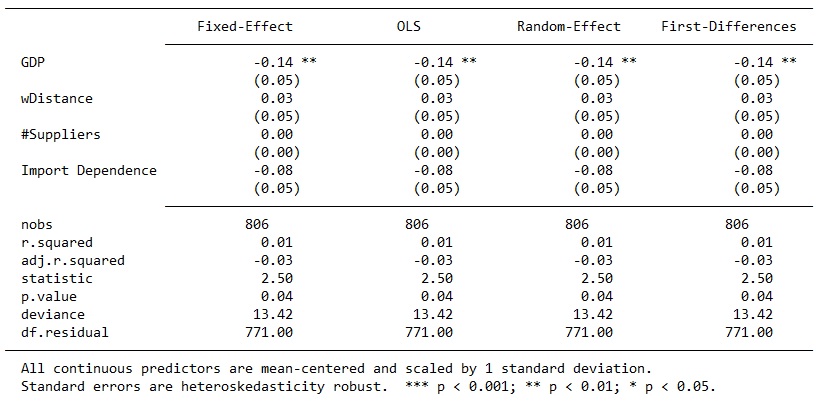 Fixed-Effect OLS Random-Effect First-Differences
GDP -0.14 ** -0.14 ** -0.14 ** -0.14 **
(0.05) (0.05) (0.05) (0.05)
wDistance 0.03 0.03 0.03 0.03
(0.05) (0.05) (0.05) (0.05)
#Suppliers 0.00 0.00 0.00 0.00
(0.00) (0.00) (0.00) (0.00)
Import Dependence -0.08 -0.08 -0.08 -0.08
(0.05) (0.05) (0.05) (0.05)
nobs 806 806 806 806
r.squared 0.01 0.01 0.01 0.01
adj.r.squared -0.03 -0.03 -0.03 -0.03
statistic 2.50 2.50 2.50 2.50
p.value 0.04 0.04 0.04 0.04
deviance 13.42 13.42 13.42 13.42
df.residual 771.00 771.00 771.00 771.00
All continuous predictors are mean-centered and scaled by 1 standard deviation.
Standard errors are heteroskedasticity robust. *** p < 0.001; ** p < 0.01; * p < 0.05.